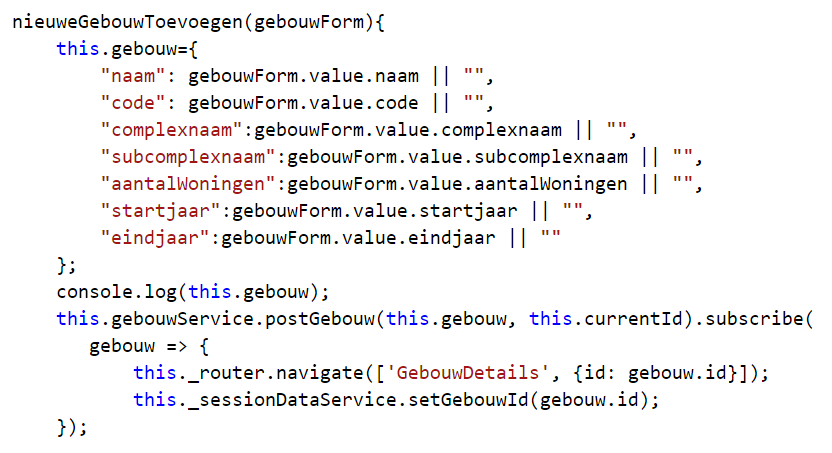 nieuweGebouwToevoegen(gebouwForm){
    this.gebouw={
        "naam": gebouwForm.value.naam || "",
        "code": gebouwForm.value.code || "",
        "complexnaam":gebouwForm.value.complexnaam || "",
        "subcomplexnaam":gebouwForm.value.subcomplexnaam || "",
        "aantalWoningen":gebouwForm.value.aantalWoningen || "",
        "startjaar":gebouwForm.value.startjaar || "",
        "eindjaar":gebouwForm.value.eindjaar || ""
    };
    console.log(this.gebouw);
    this.gebouwService.postGebouw(this.gebouw, this.currentId).subscribe(
       gebouw => {
           this._router.navigate(['GebouwDetails', {id: gebouw.id}]);
           this._sessionDataService.setGebouwId(gebouw.id);
    });